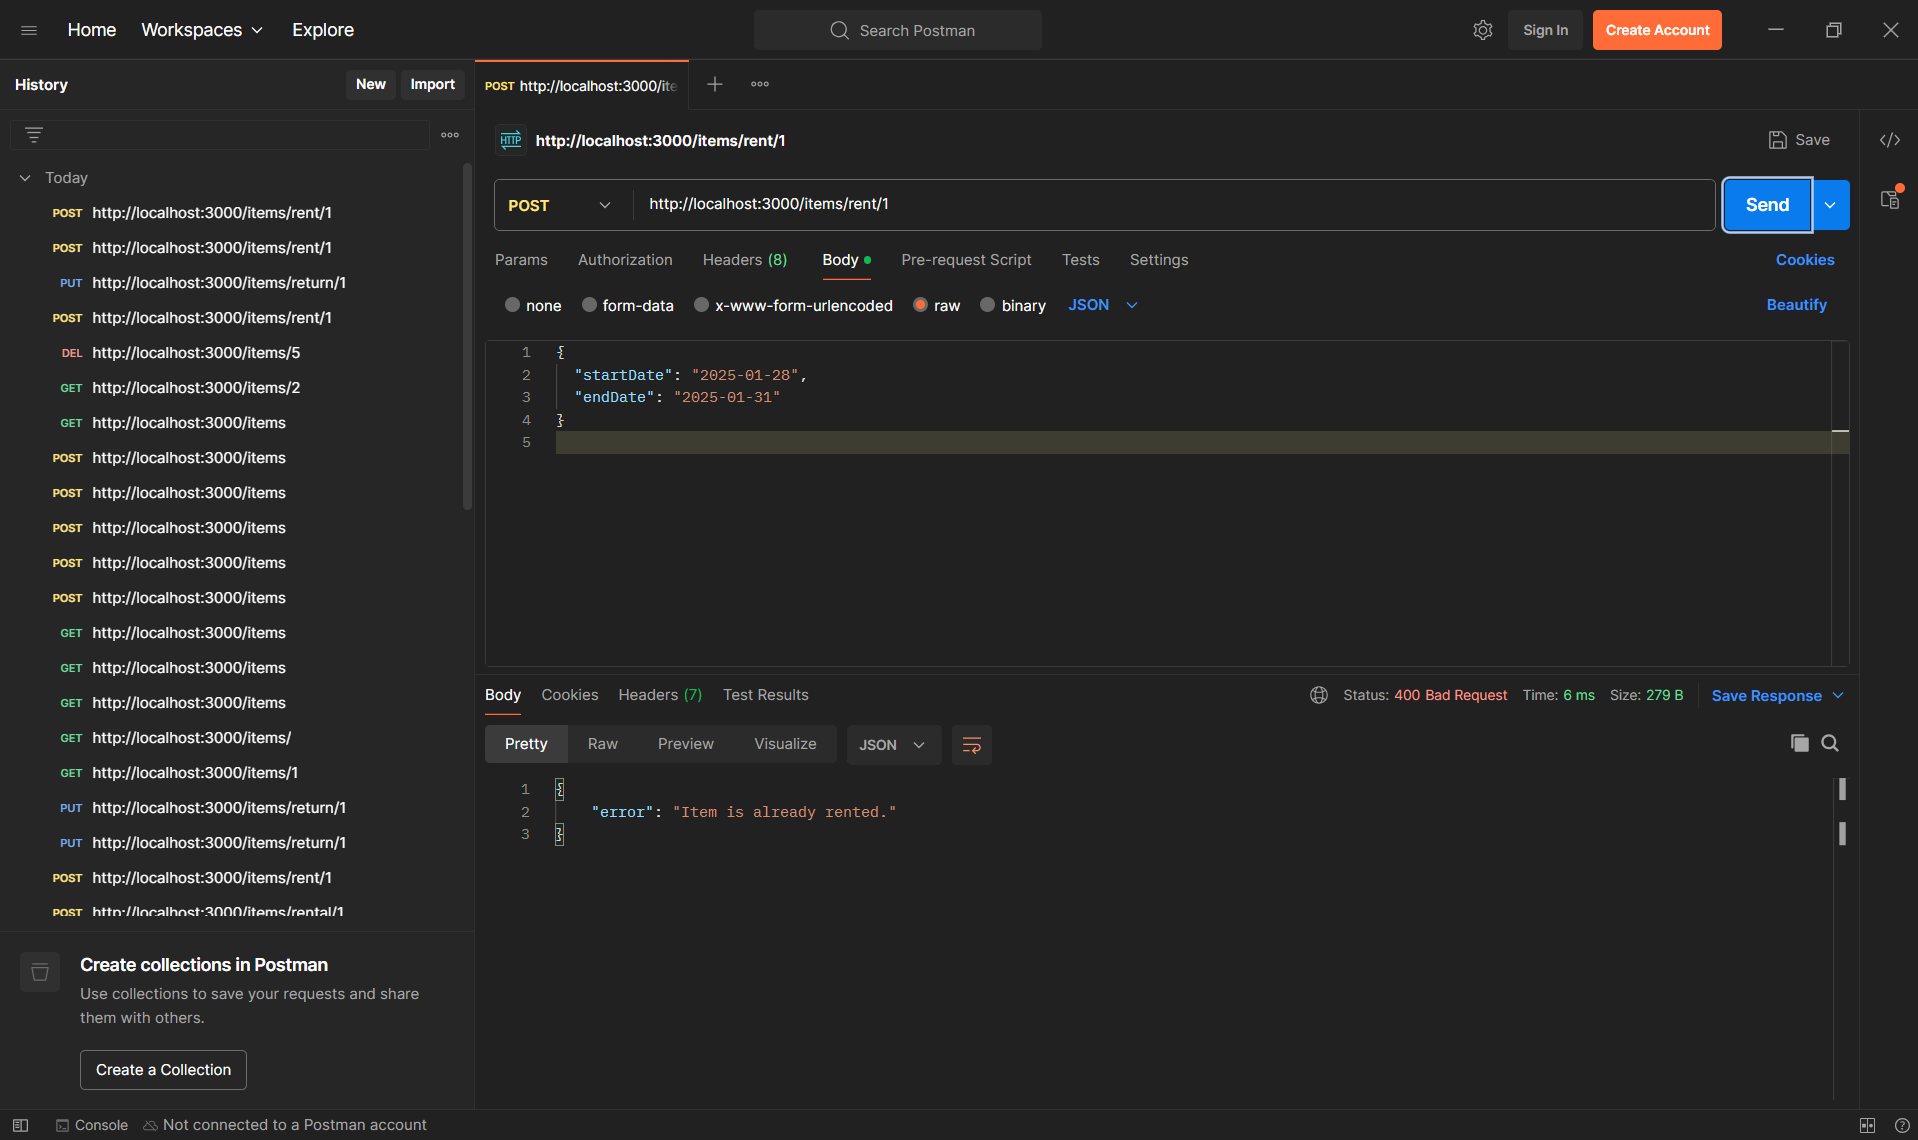 Home Workspaces Explore Search Postman Sign In Create Account
History New Import
POST http://localhost:3000/ite
HTTP http://localhost:3000/items/rent/1 Save
Today
POST http://localhost:3000/items/rent/1
POST http://localhost:3000/items/rent/1
PUT http://localhost:3000/items/return/1
POST http://localhost:3000/items/rent/1
DEL http://localhost:3000/items/5
GET http://localhost:3000/items/2
GET http://localhost:3000/items
POST http://localhost:3000/items
POST http://localhost:3000/items
POST http://localhost:3000/items
POST http://localhost:3000/items
POST http://localhost:3000/items
GET http://localhost:3000/items
GET http://localhost:3000/items
GET http://localhost:3000/items
GET http://localhost:3000/items/
GET http://localhost:3000/items/1
PUT http://localhost:3000/items/return/1
PUT http://localhost:3000/items/return/1
POST http://localhost:3000/items/rent/1
POST http://localhost:3000/items/rental/1
Create collections in Postman
Use collections to save your requests and share
them with others.
Create a Collection
POST http://localhost:3000/items/rent/1 Send
Params Authorization Headers (8) Body Pre-request Script Tests Settings Cookies
none form-data x-www-form-urlencoded raw binary JSON Beautify
1 {
2 "startDate": "2025-01-28",
3 "endDate": "2025-01-31"
4 }
5
Body Cookies Headers (7) Test Results Status: 400 Bad Request Time: 6 ms Size: 279 B Save Response
Pretty Raw Preview Visualize JSON
1 {
2 "error": "Item is already rented."
3 }
Console Not connected to a Postman account